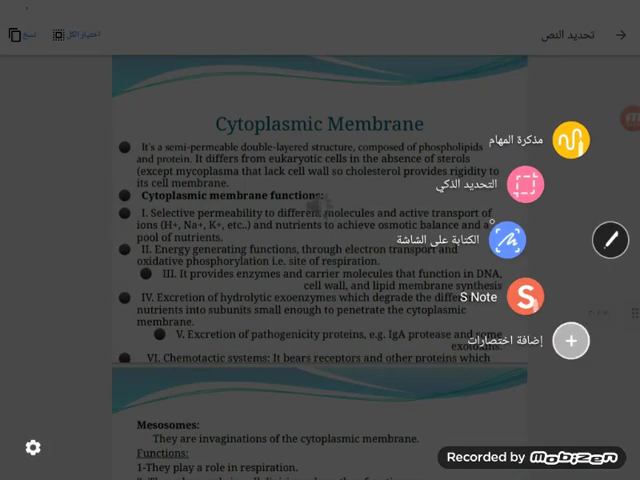 نسخ
اختيار الكل
تحديد النص
Cytoplasmic Membrane
It's a semi-permeable double-layered structure, composed of phospholipids
and protein. It differs from eukaryotic cells in the absence of sterols
(except mycoplasma that lack cell wall so cholesterol provides rigidity to
its cell membrane.
Cytoplasmic membrane functions:
I. Selective permeability to different molecules and active transport of
ions (H+, Na+, K+, etc..) and nutrients to achieve osmotic balance and a
pool of nutrients.
II. Energy generating functions, through electron transport and
oxidative phosphorylation i.e. site of respiration.
III. It provides enzymes and carrier molecules that function in DNA,
cell wall, and lipid membrane synthesis
IV. Excretion of hydrolytic exoenzymes which degrade the
nutrients into subunits small enough to penetrate the cytoplasmic
membrane.
V. Excretion of pathogenicity proteins, e.g. IgA protease and some
exotoxins.
VI. Chemotactic systems: It bears receptors and other proteins which
Mesosomes:
They are invaginations of the cytoplasmic membrane.
Functions:
1-They play a role in respiration.
مذكرة المهام
التحديد الذكي
الكتابة على الشاشة
S Note
إضافة اختصارات
Recorded by mobizen